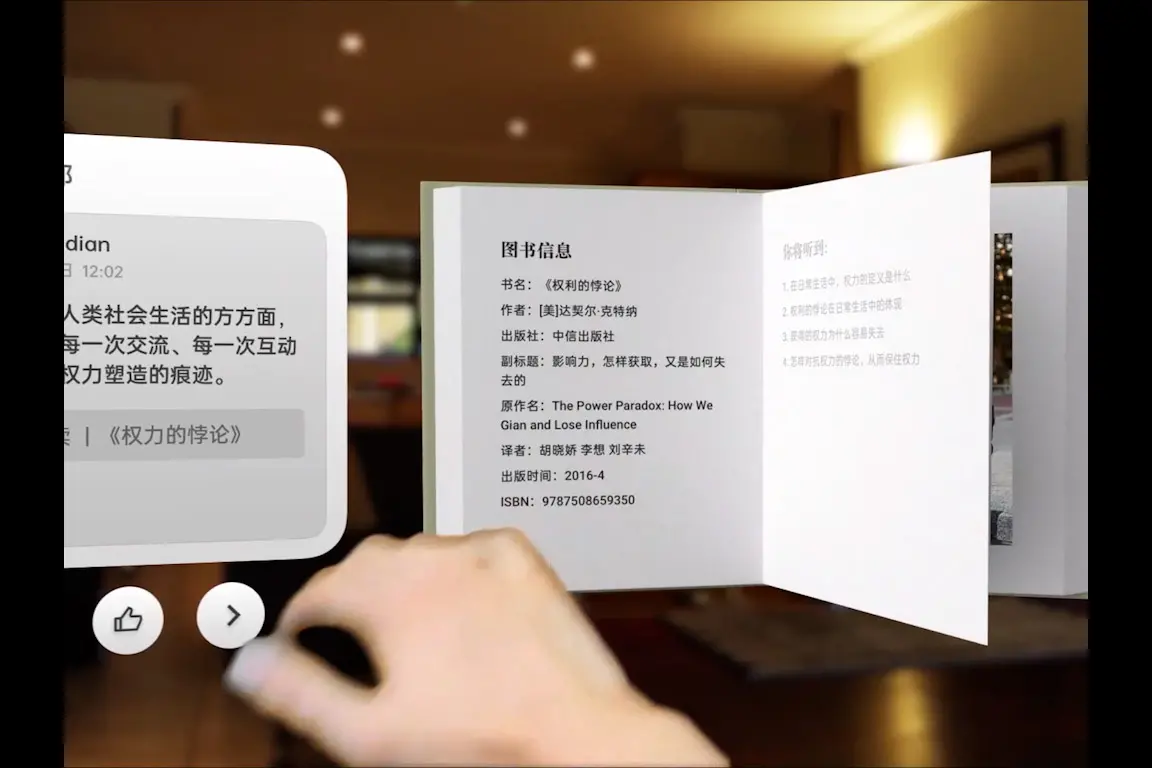 dian
12:02
人类社会生活的方方面，
每一次交流、每一次互动
权力塑造的痕迹。
| 《权力的悖论》
图书信息
书名：《权利的悖论》
作者：[美]达契尔·克特纳
出版社：中信出版社
副标题：影响力，怎样获取，又是如何失
去的
原作名：The Power Paradox: How We
Gian and Lose Influence
译者：胡晓娇 李想 刘辛未
出版时间：2016-4
ISBN：9787508659350
你将听到:
1. 在日常生活中，权力的定义是什么
2. 权利的悖论在日常生活中的体现
3. 获得的权力为什么容易失去
4. 怎样对抗权力的悖论，从而保住权力